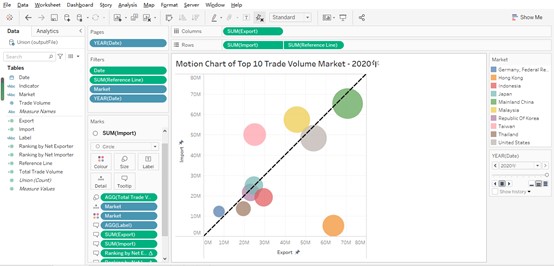 File Data Worksheet Dashboard Story Analysis Map Format Server Window Help
Standard
Show Me
Data Analytics
Union (outputFile)
Search
Tables
Date
Indicator
Market
Trade Volume
Measure Names
Export
Import
Label
Ranking by Net Exporter
Ranking by Net Importer
Reference Line
Total Trade Volume
Union (Count)
Measure Values
Pages
YEAR(Date)
Filters
Date
SUM(Reference Line)
Market
YEAR(Date)
Marks
SUM(Import)
Circle
Colour Size Label
Detail Tooltip
AGG(Total Trade V..
Market
Market
AGG(Label)
SUM(Export)
SUM(Import)
Ranking by Net E..
Columns SUM(Export)
Rows SUM(Import) SUM(Reference Line)
Motion Chart of Top 10 Trade Volume Market - 2020年
80M
70M
60M
50M
40M
30M
20M
10M
0M
Import
0M 10M 20M 30M 40M 50M 60M 70M 80M
Export
Market
Germany, Federal Re..
Hong Kong
Indonesia
Japan
Mainland China
Malaysia
Republic Of Korea
Taiwan
Thailand
United States
YEAR(Date)
2020年
Show history